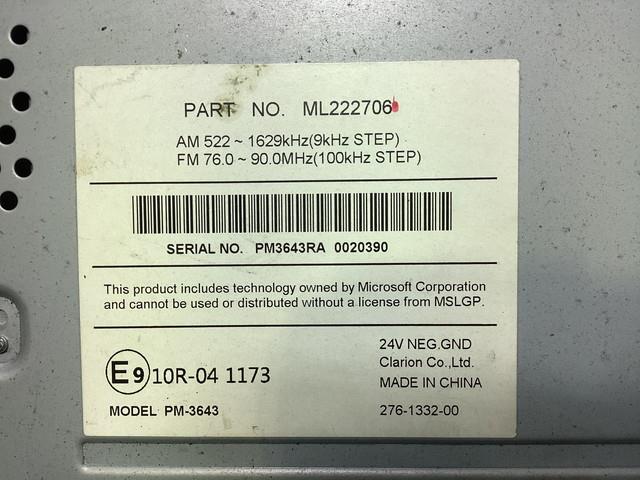 PART NO. ML222706
AM 522 ~ 1629kHz(9kHz STEP)
FM 76.0 ~ 90.0MHz(100kHz STEP)
SERIAL NO. PM3643RA 0020390
This product includes technology owned by Microsoft Corporation
and cannot be used or distributed without a license from MSLGP.
24V NEG.GND
Clarion Co.,Ltd.
E9 10R-04 1173
MADE IN CHINA
MODEL PM-3643
276-1332-00